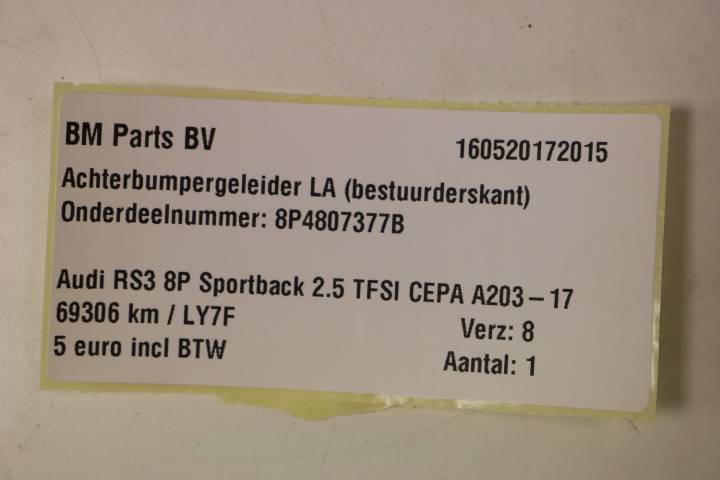 BM Parts BV 160520172015
Achterbumpergeleider LA (bestuurderskant)
Onderdeelnummer: 8P4807377B
Audi RS3 8P Sportback 2.5 TFSI CEPA A203-17
69306 km / LY7F Verz: 8
5 euro incl BTW Aantal: 1